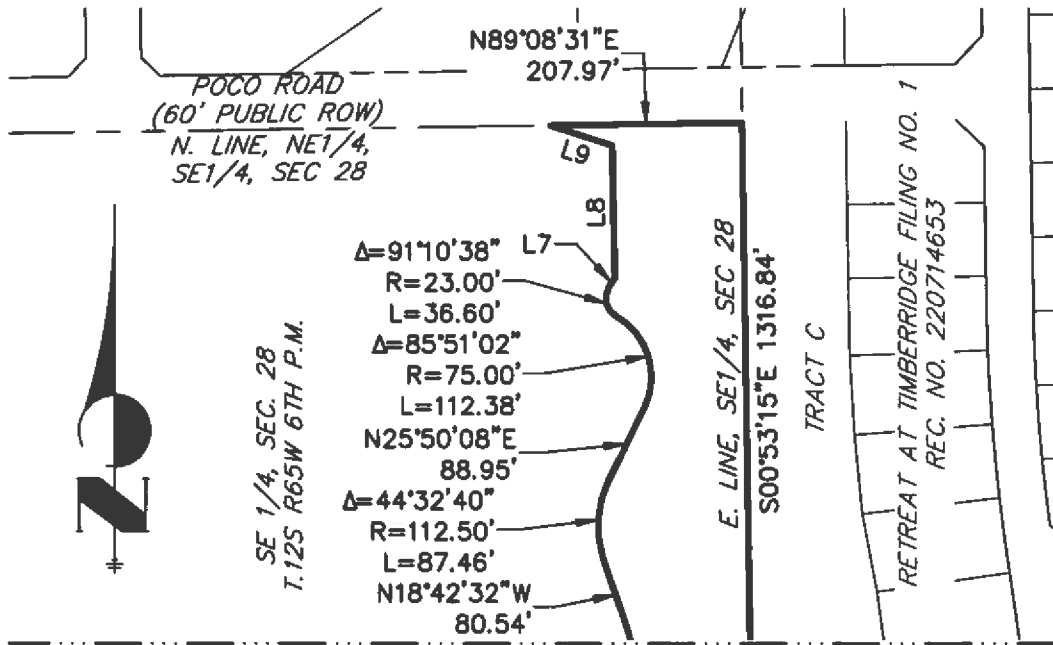 N89°08'31"E
207.97'
POCO ROAD
(60' PUBLIC ROW)
N. LINE, NE1/4,
SE1/4, SEC 28
L9
L8
L7
Δ=91°10'38"
R=23.00'
L=36.60'
Δ=85°51'02"
R=75.00'
L=112.38'
N25°50'08"E
88.95'
Δ=44°32'40"
R=112.50'
L=87.46'
N18°42'32"W
80.54'
SE 1/4, SEC. 28
T.12S R65W 6TH P.M.
N
E. LINE, SE1/4, SEC 28
S00°53'15"E 1316.84'
TRACT C
RETREAT AT TIMBERRIDGE FILING NO. 1
REC. NO. 220714653